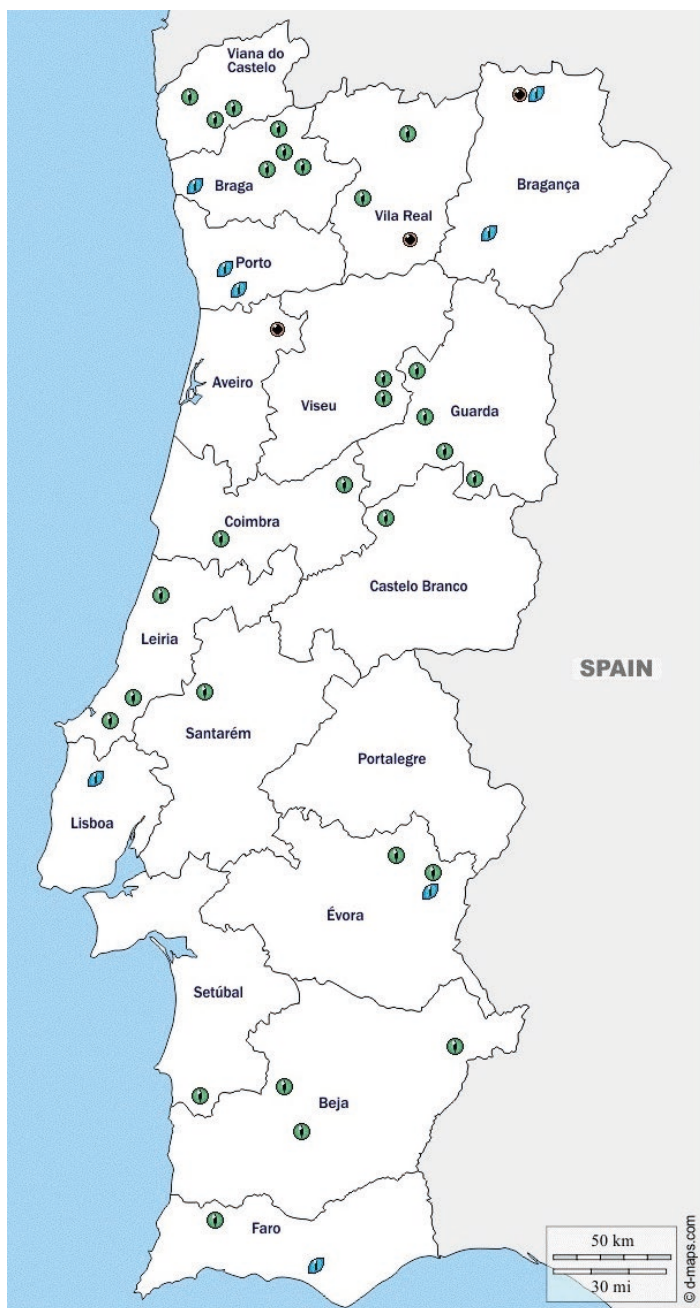 Viana do
Castelo
Braga
Vila Real
Bragança
Porto
Aveiro
Viseu
Guarda
Coimbra
Castelo Branco
Leiria
SPAIN
Santarém
Portalegre
Lisboa
Évora
Setúbal
Beja
Faro
50 km
30 mi
© d-maps.com